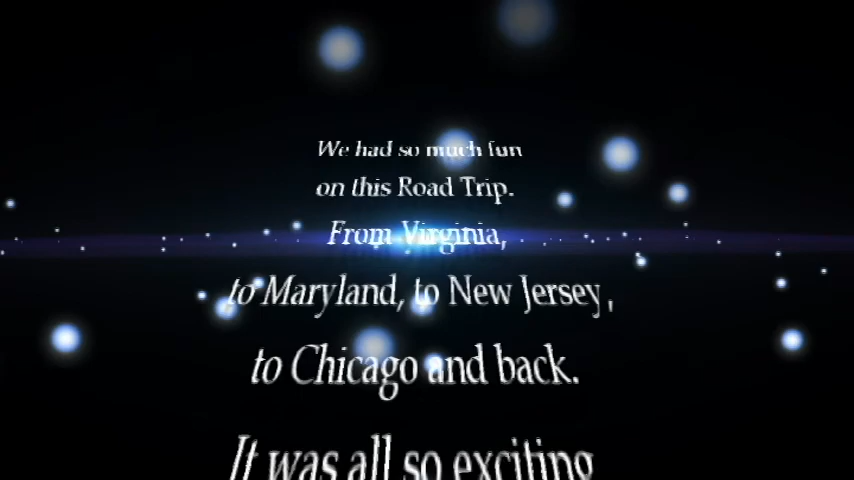 We had so much fun
on this Road Trip.
From Virginia,
to Maryland, to New Jersey,
to Chicago and back.
It was all so exciting